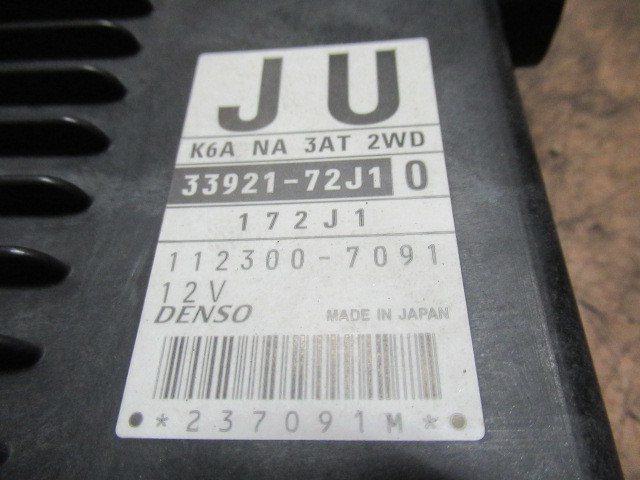 JU
K6A NA 3AT 2WD
33921-72J1 0
172J1
112300-7091
12V
DENSO MADE IN JAPAN
*237091M*